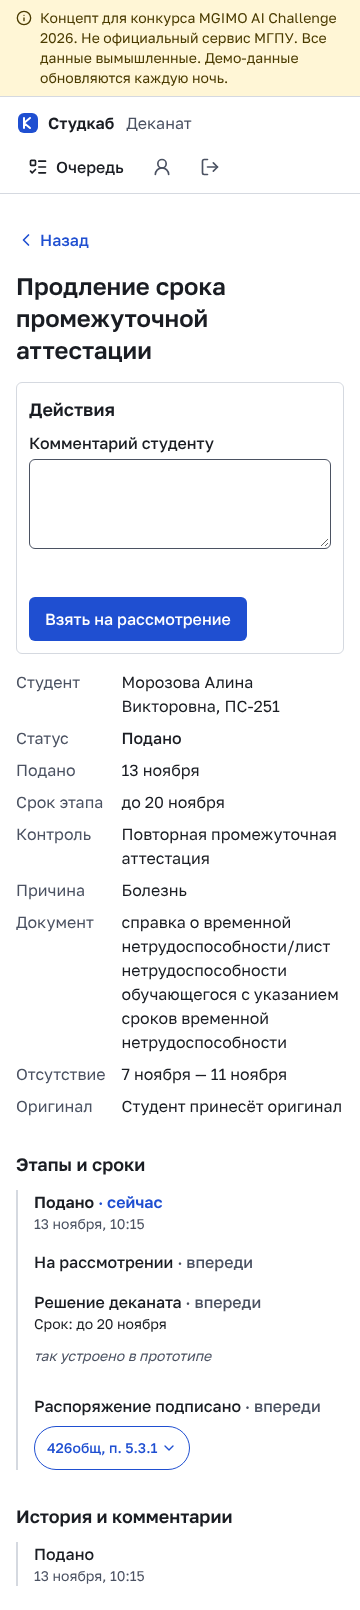 Концепт для конкурса MGIMO AI Challenge
2026. Не официальный сервис МГПУ. Все
данные вымышленные. Демо-данные
обновляются каждую ночь.
Студкаб Деканат
Очередь
Назад
Продление срока
промежуточной
аттестации
Действия
Комментарий студенту
Взять на рассмотрение
Студент Морозова Алина
Викторовна, ПС-251
Статус Подано
Подано 13 ноября
Срок этапа до 20 ноября
Контроль Повторная промежуточная
аттестация
Причина Болезнь
Документ справка о временной
нетрудоспособности/лист
нетрудоспособности
обучающегося с указанием
сроков временной
нетрудоспособности
Отсутствие 7 ноября — 11 ноября
Оригинал Студент принесёт оригинал
Этапы и сроки
Подано · сейчас
13 ноября, 10:15
На рассмотрении · впереди
Решение деканата · впереди
Срок: до 20 ноября
так устроено в прототипе
Распоряжение подписано · впереди
426общ, п. 5.3.1
История и комментарии
Подано
13 ноября, 10:15